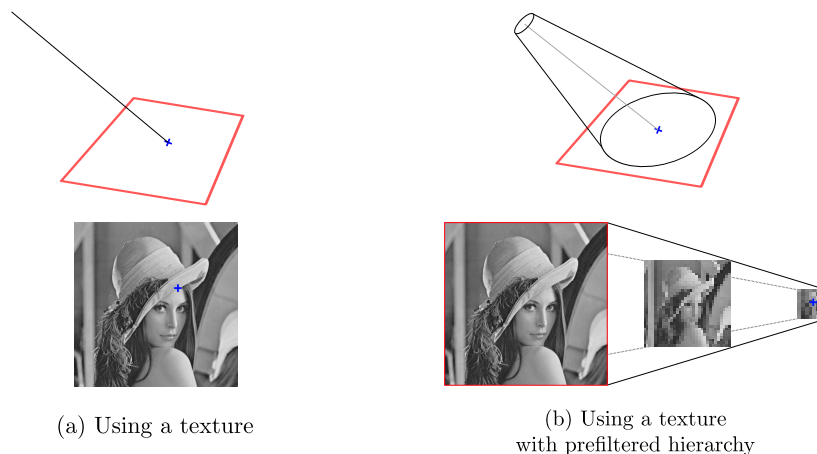 (a) Using a texture
(b) Using a texture
with prefiltered hierarchy